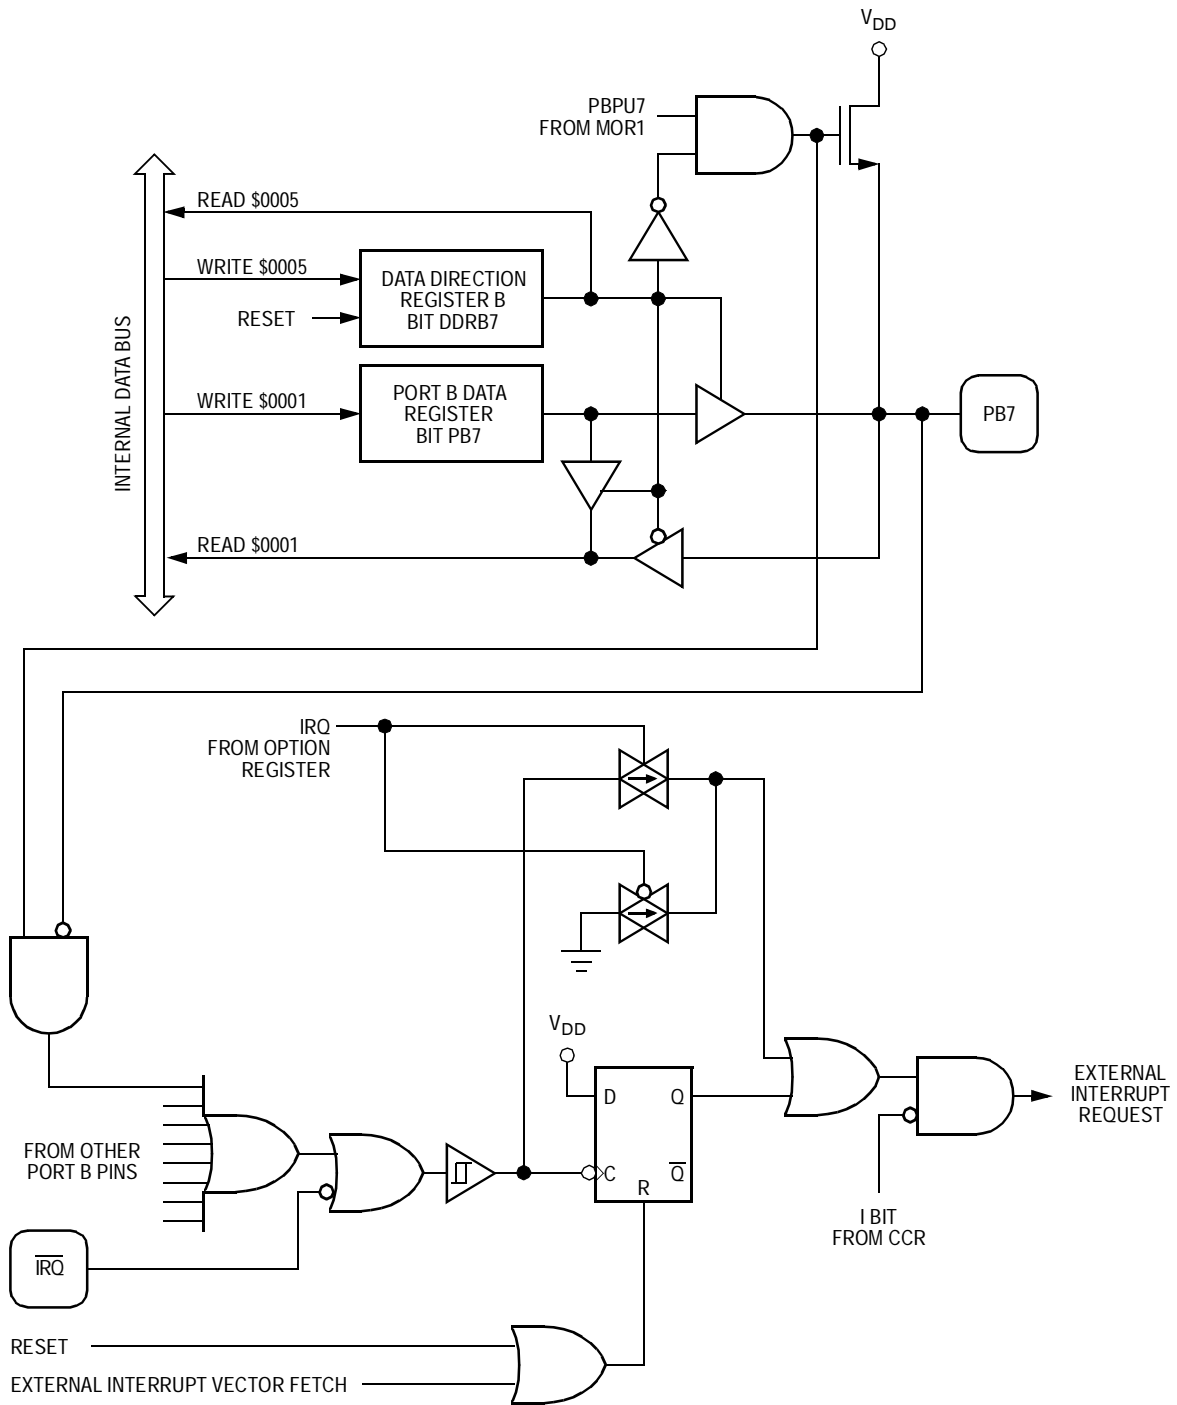 VDD
PBPU7
FROM MOR1
READ $0005
WRITE $0005
DATA DIRECTION
REGISTER B
BIT DDRB7
RESET
INTERNAL DATA BUS
WRITE $0001
PORT B DATA
REGISTER
BIT PB7
PB7
READ $0001
IRQ
FROM OPTION
REGISTER
VDD
D
Q
C
Q̅
R
EXTERNAL
INTERRUPT
REQUEST
FROM OTHER
PORT B PINS
I BIT
FROM CCR
I̅R̅Q̅
RESET
EXTERNAL INTERRUPT VECTOR FETCH